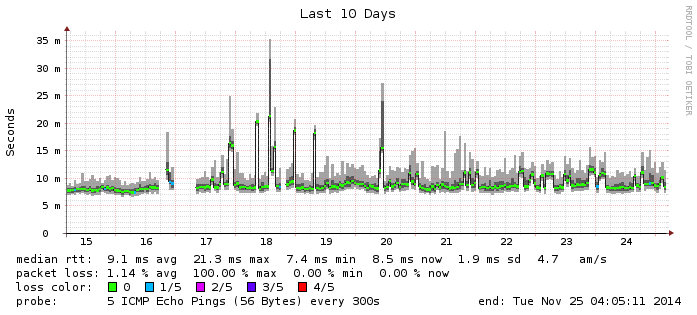 Last 10 Days
RRDTOOL / TOBI OETIKER
Seconds
35 m
30 m
25 m
20 m
15 m
10 m
5 m
0
15 16 17 18 19 20 21 22 23 24
median rtt: 9.1 ms avg 21.3 ms max 7.4 ms min 8.5 ms now 1.9 ms sd 4.7 am/s
packet loss: 1.14 % avg 100.00 % max 0.00 % min 0.00 % now
loss color: 0 1/5 2/5 3/5 4/5
probe: 5 ICMP Echo Pings (56 Bytes) every 300s end: Tue Nov 25 04:05:11 2014